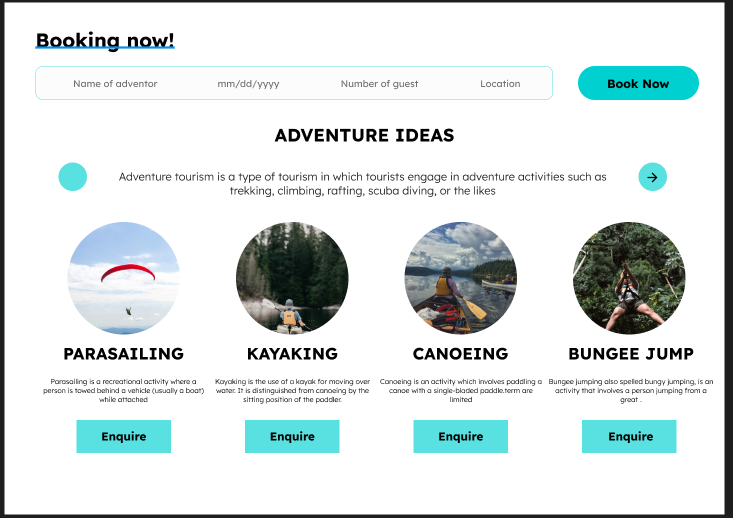 Booking now!
Name of adventor mm/dd/yyyy Number of guest Location
Book Now
ADVENTURE IDEAS
Adventure tourism is a type of tourism in which tourists engage in adventure activities such as
trekking, climbing, rafting, scuba diving, or the likes
PARASAILING
Parasailing is a recreational activity where a
person is towed behind a vehicle (usually a boat)
while attached
Enquire
KAYAKING
Kayaking is the use of a kayak for moving over
water. It is distinguished from canoeing by the
sitting position of the paddler.
Enquire
CANOEING
Canoeing is an activity which involves paddling a
canoe with a single-bladed paddle.term are
limited
Enquire
BUNGEE JUMP
Bungee jumping also spelled bungy jumping, is an
activity that involves a person jumping from a
great .
Enquire